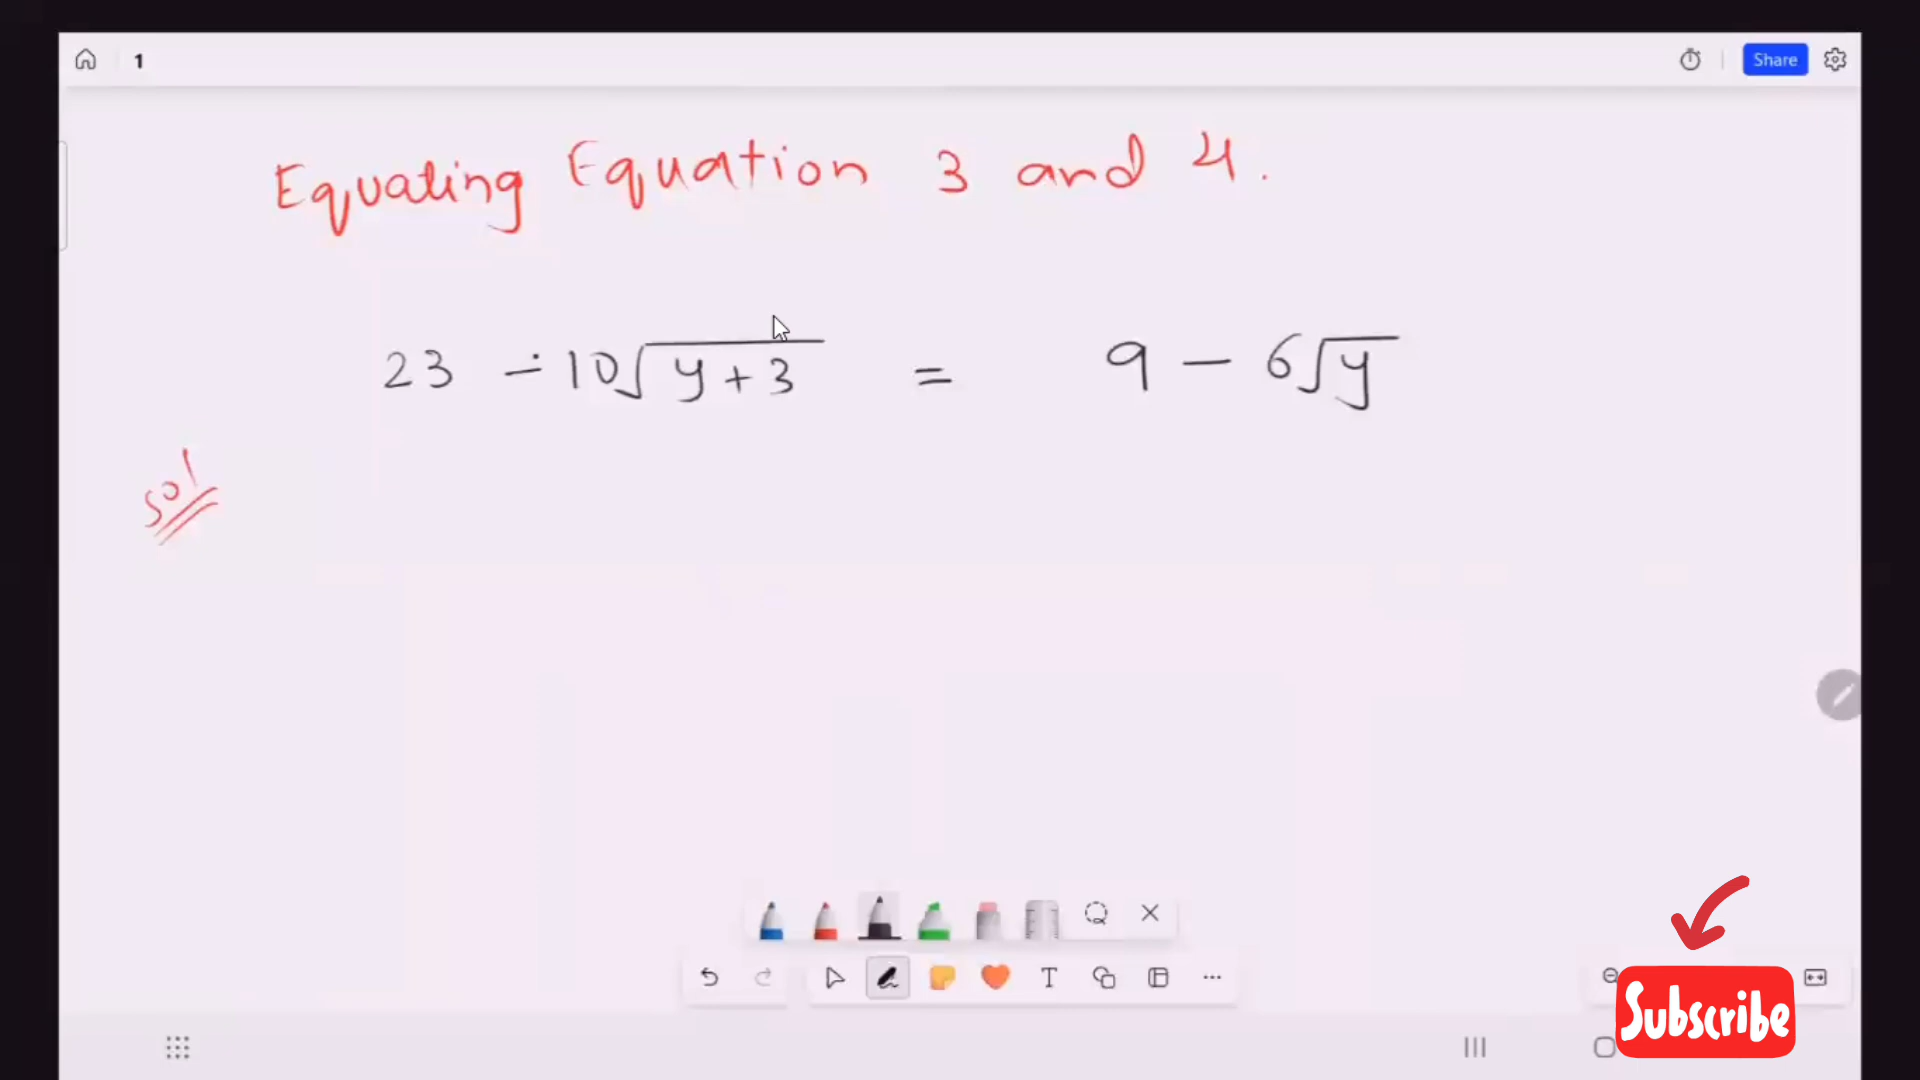 1
Share
Equating Equation 3 and 4.
23 - 10√(y+3) = 9 - 6√y
Sol
T
Subscribe